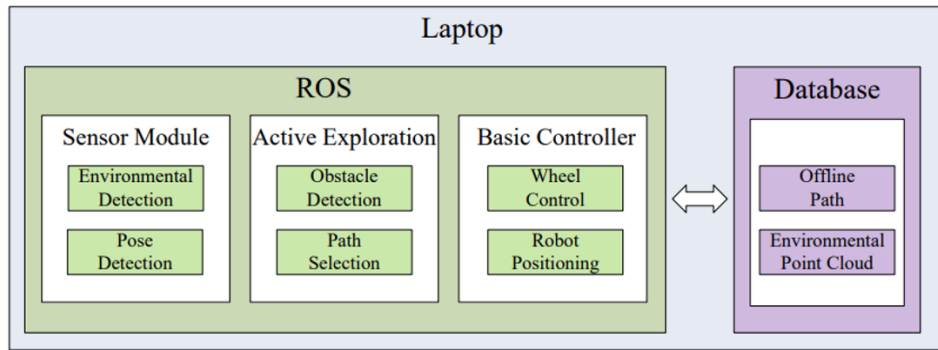 Laptop
ROS
Sensor Module
Environmental
Detection
Pose
Detection
Active Exploration
Obstacle
Detection
Path
Selection
Basic Controller
Wheel
Control
Robot
Positioning
Database
Offline
Path
Environmental
Point Cloud